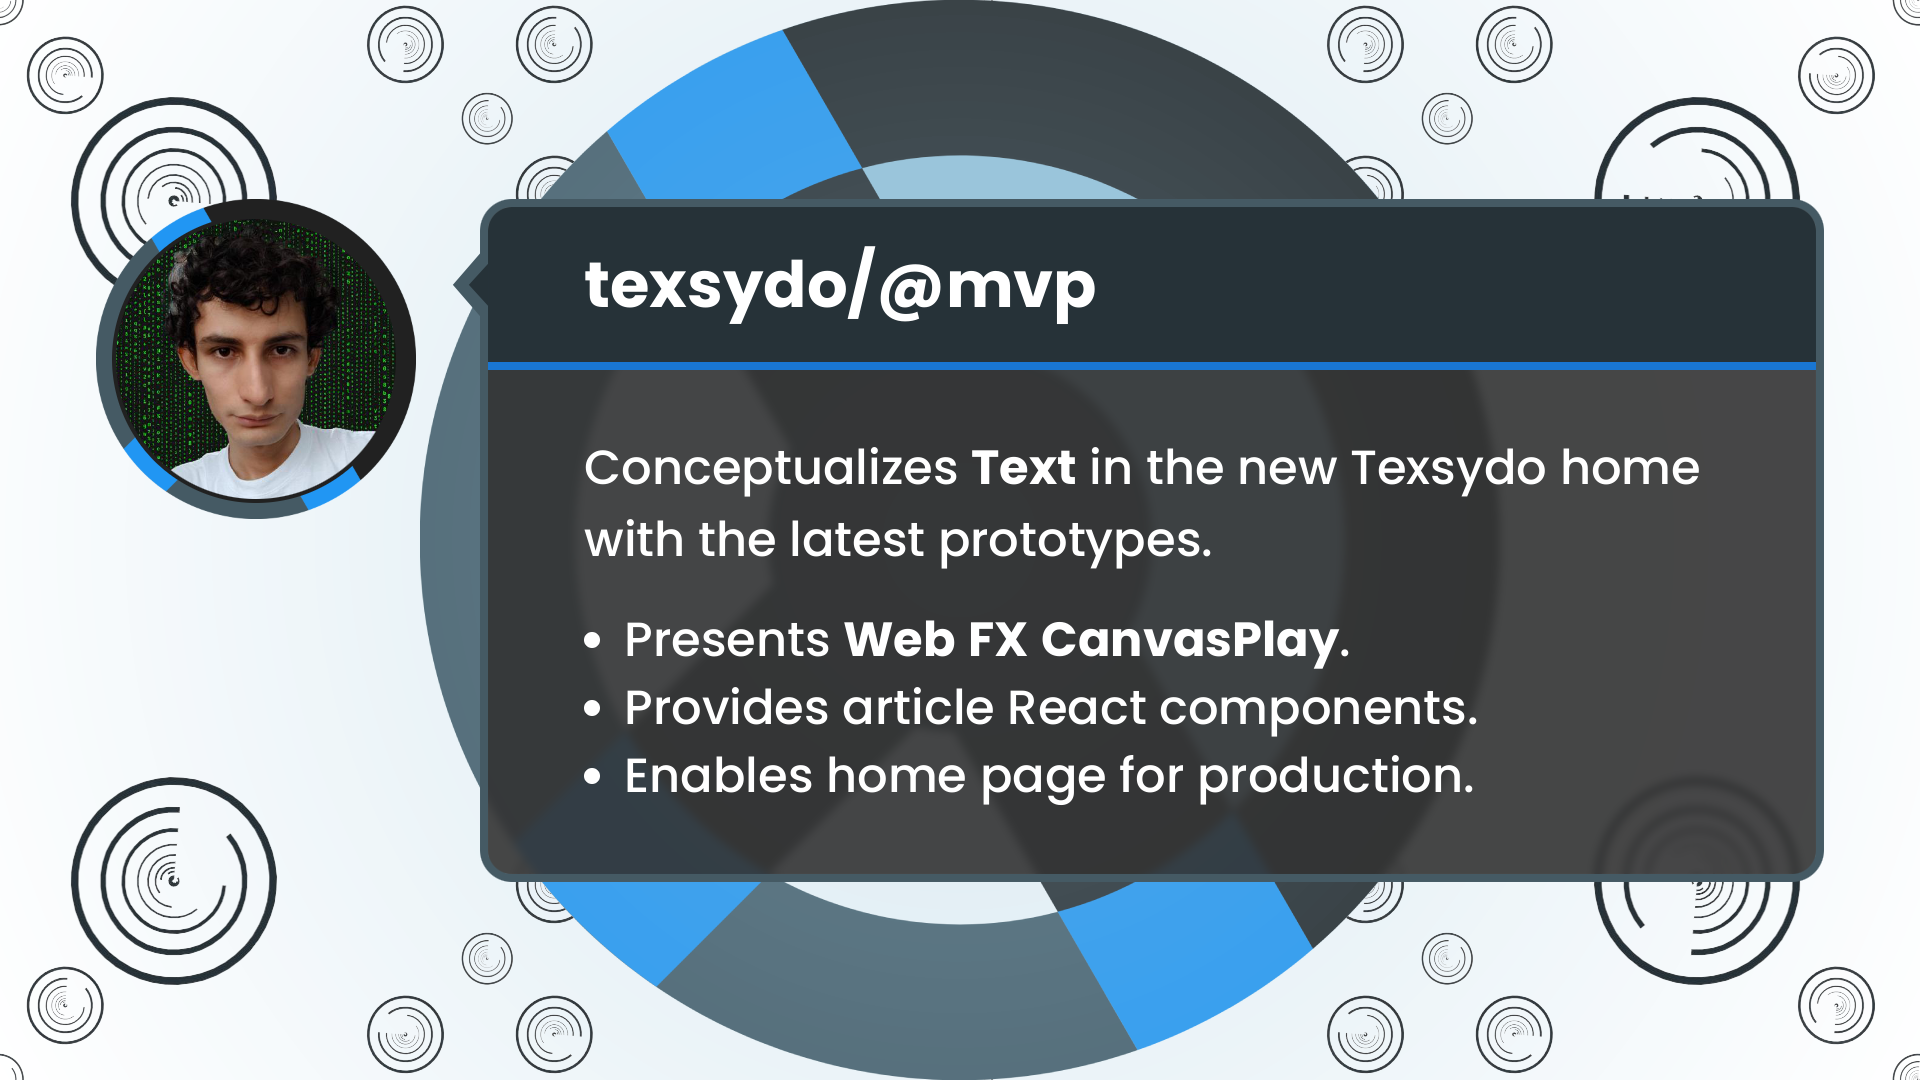 texsydo/@mvp
Conceptualizes Text in the new Texsydo home
with the latest prototypes.
• Presents Web FX CanvasPlay.
• Provides article React components.
• Enables home page for production.